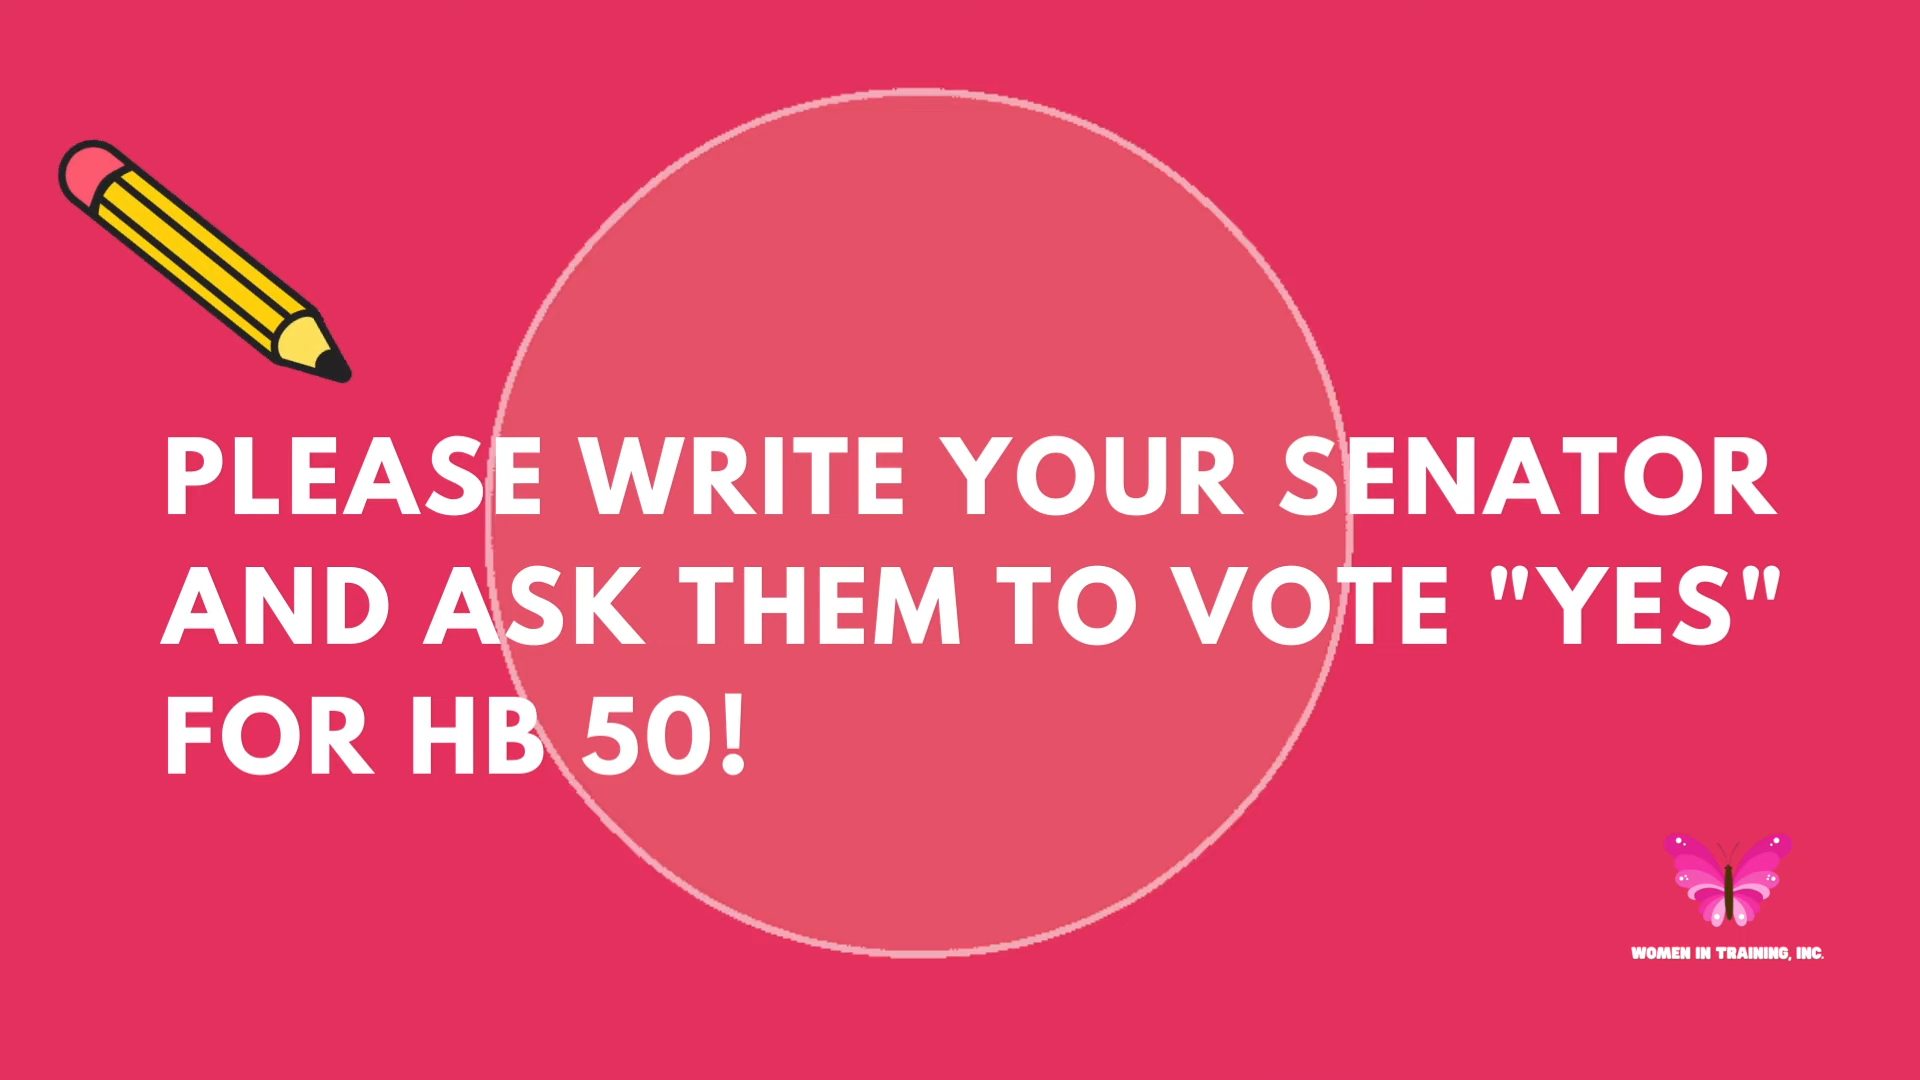 PLEASE WRITE YOUR SENATOR
AND ASK THEM TO VOTE "YES"
FOR HB 50!
WOMEN IN TRAINING, INC.